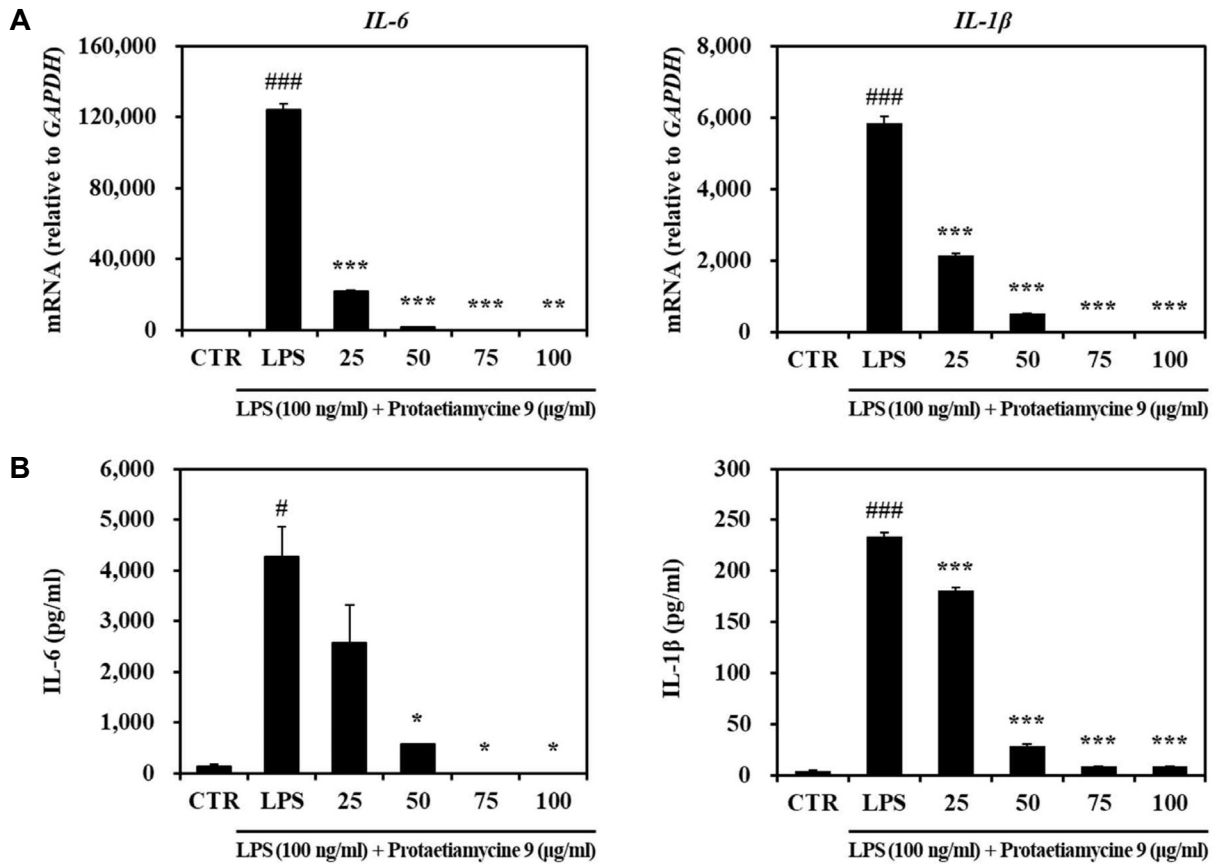 A
IL-6
mRNA (relative to GAPDH)
160,000
120,000
80,000
40,000
0
###
***
***
***
**
CTR LPS 25 50 75 100
LPS (100 ng/ml) + Protaetiamycine 9 (μg/ml)
IL-1β
mRNA (relative to GAPDH)
8,000
6,000
4,000
2,000
0
###
***
***
***
***
CTR LPS 25 50 75 100
LPS (100 ng/ml) + Protaetiamycine 9 (μg/ml)
B
IL-6 (pg/ml)
6,000
5,000
4,000
3,000
2,000
1,000
0
#
*
*
*
CTR LPS 25 50 75 100
LPS (100 ng/ml) + Protaetiamycine 9 (μg/ml)
IL-1β (pg/ml)
300
250
200
150
100
50
0
###
***
***
***
***
CTR LPS 25 50 75 100
LPS (100 ng/ml) + Protaetiamycine 9 (μg/ml)